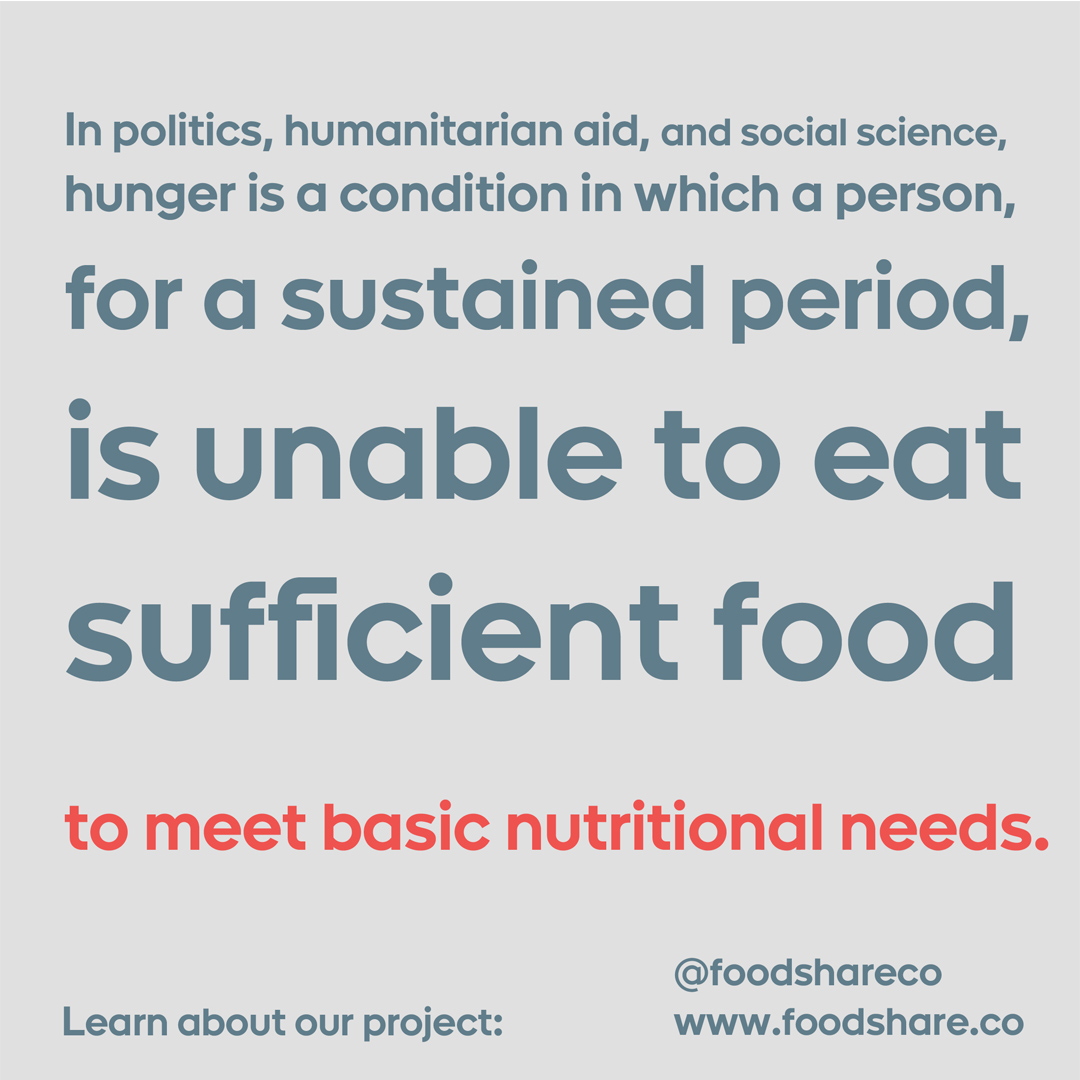 In politics, humanitarian aid, and social science,
hunger is a condition in which a person,
for a sustained period,
is unable to eat
sufficient food
to meet basic nutritional needs.
@foodshareco
Learn about our project: www.foodshare.co